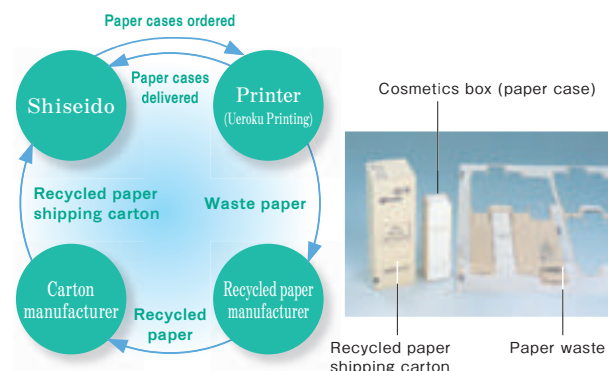 Paper cases ordered
Paper cases
delivered
Shiseido
Printer
(Ueroku Printing)
Recycled paper
shipping carton
Waste paper
Carton
manufacturer
Recycled paper
manufacturer
Recycled
paper
Cosmetics box (paper case)
Recycled paper
shipping carton
Paper waste